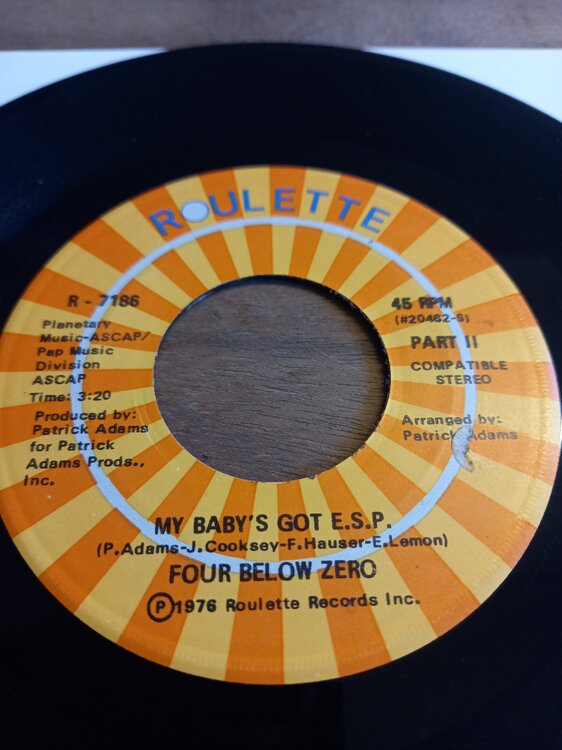 ROULETTE
R - 7186
Planetary
Music-ASCAP/
Pap Music
Division
ASCAP
Time: 3:20
Produced by:
Patrick Adams
for Patrick
Adams Prods.,
Inc.
45 RPM
(#20462-S)
PART II
COMPATIBLE
STEREO
Arranged by:
Patrick Adams
MY BABY'S GOT E.S.P.
(P.Adams-J.Cooksey-F.Hauser-E.Lemon)
FOUR BELOW ZERO
Ⓟ1976 Roulette Records Inc.